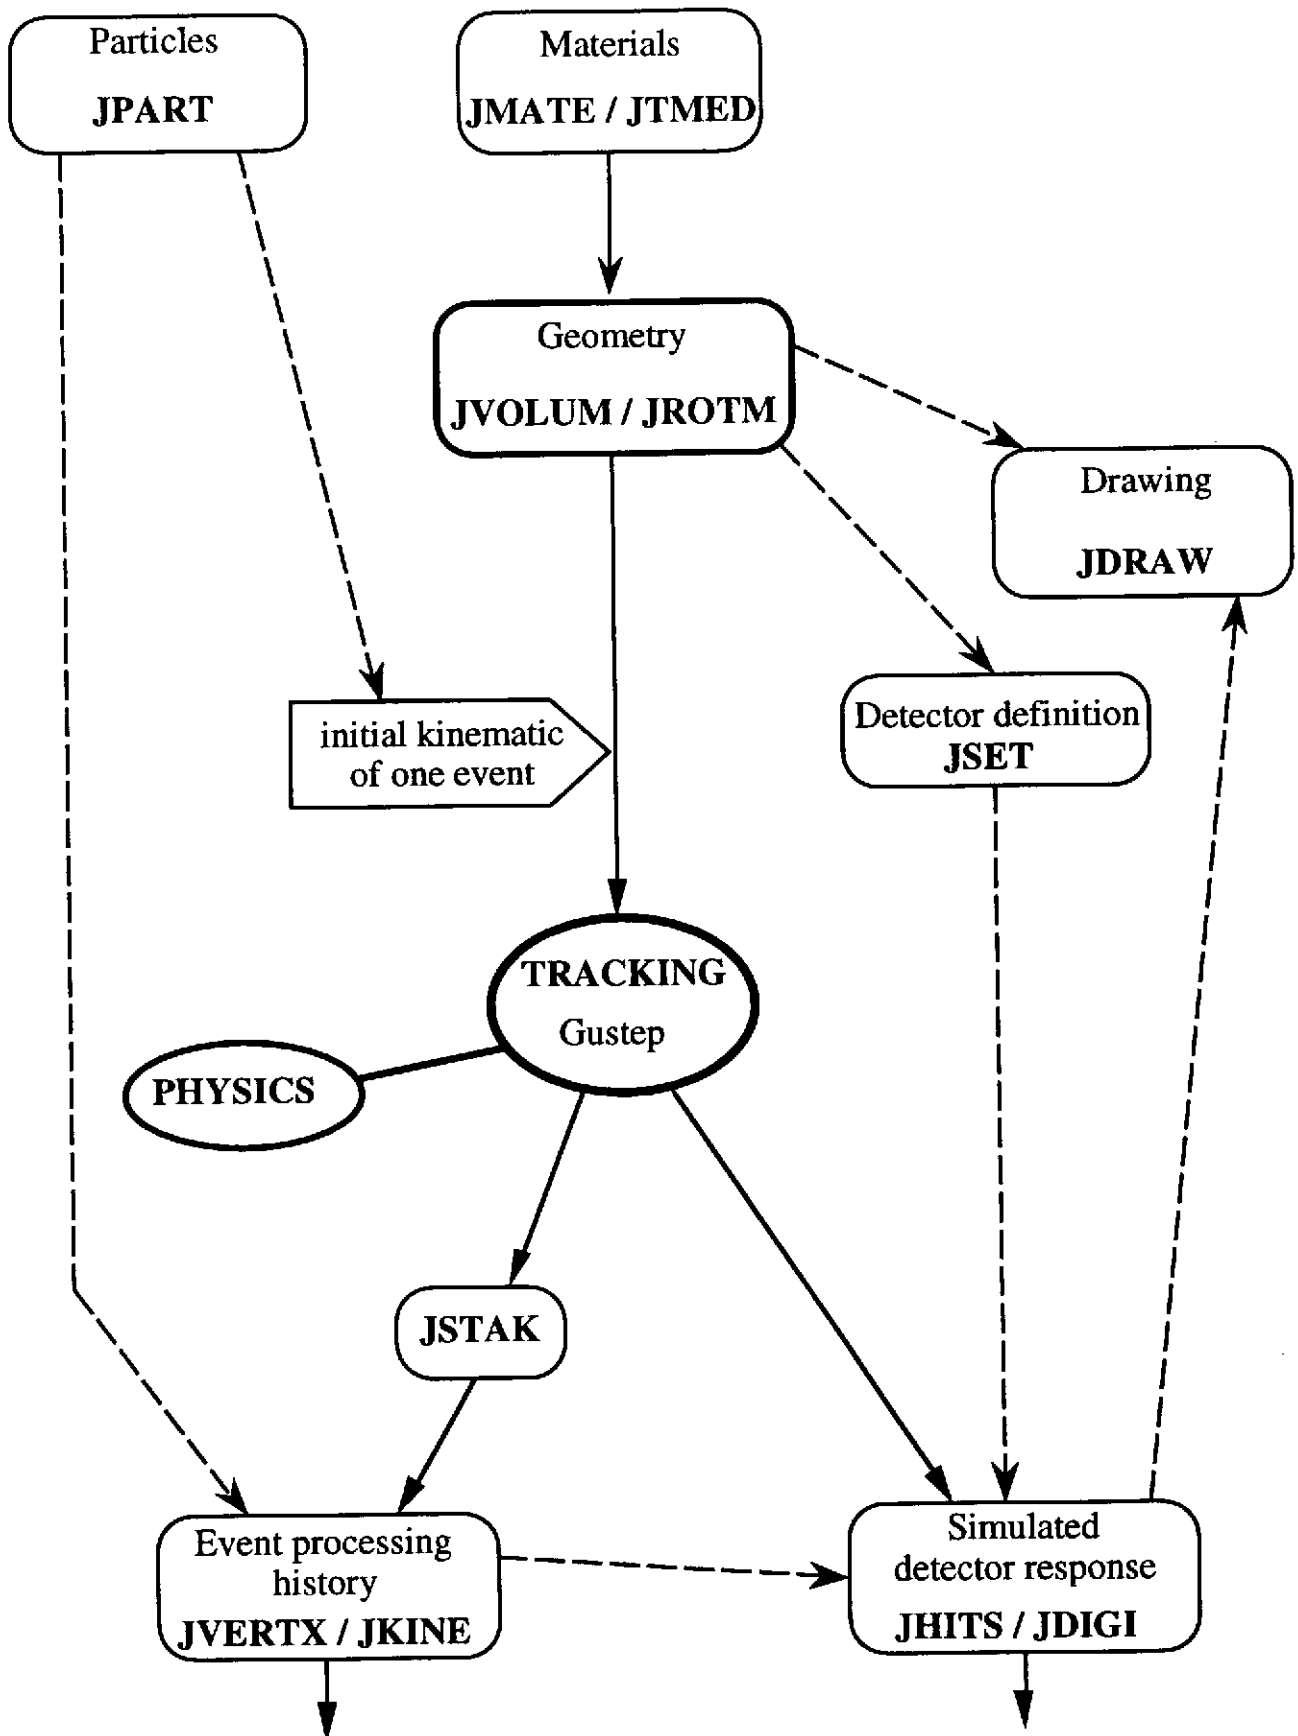 Particles
JPART
Materials
JMATE / JTMED
Geometry
JVOLUM / JROTM
Drawing
JDRAW
initial kinematic
of one event
Detector definition
JSET
TRACKING
Gustep
PHYSICS
JSTAK
Event processing
history
JVERTX / JKINE
Simulated
detector response
JHITS / JDIGI